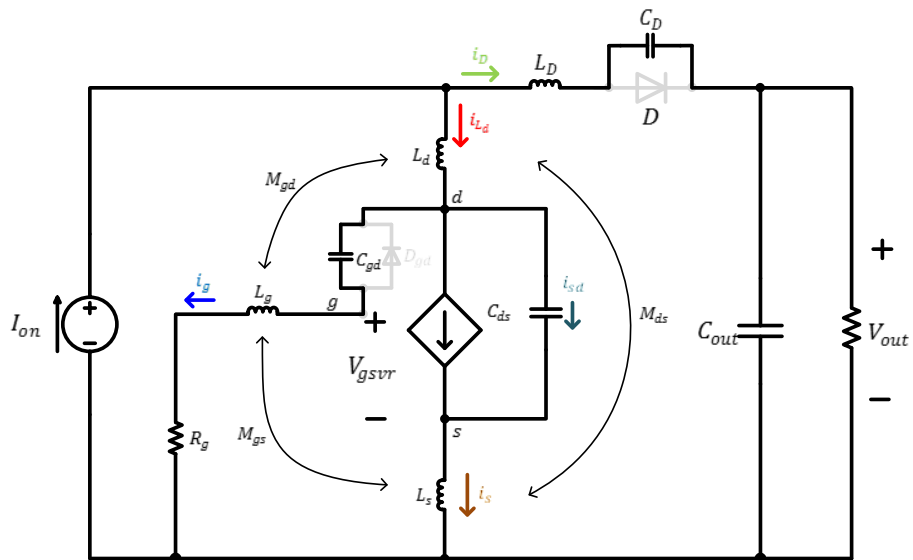 C_D
i_D
L_D
D
i_{L_d}
L_d
M_{gd}
d
C_{gd}
D_{gd}
i_g
L_g
g
i_{sd}
+
I_{on}
+
−
+
V_{gsvr}
−
C_{ds}
M_{ds}
C_{out}
V_{out}
−
s
M_{gs}
R_g
L_s
i_s